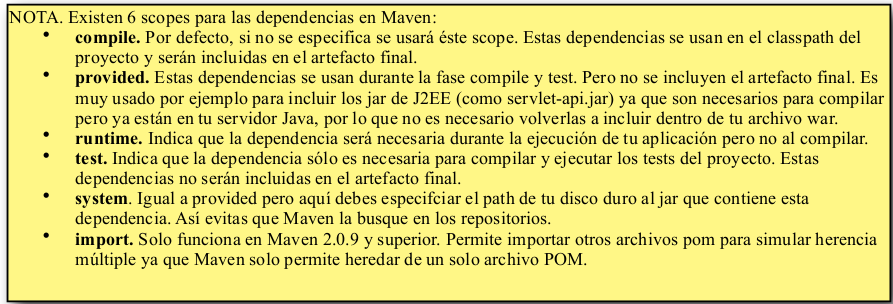 NOTA. Existen 6 scopes para las dependencias en Maven:
• compile. Por defecto, si no se especifica se usará éste scope. Estas dependencias se usan en el classpath del
proyecto y serán incluidas en el artefacto final.
• provided. Estas dependencias se usan durante la fase compile y test. Pero no se incluyen el artefacto final. Es
muy usado por ejemplo para incluir los jar de J2EE (como servlet-api.jar) ya que son necesarios para compilar
pero ya están en tu servidor Java, por lo que no es necesario volverlas a incluir dentro de tu archivo war.
• runtime. Indica que la dependencia será necesaria durante la ejecución de tu aplicación pero no al compilar.
• test. Indica que la dependencia sólo es necesaria para compilar y ejecutar los tests del proyecto. Estas
dependencias no serán incluidas en el artefacto final.
• system. Igual a provided pero aquí debes especifciar el path de tu disco duro al jar que contiene esta
dependencia. Así evitas que Maven la busque en los repositorios.
• import. Solo funciona en Maven 2.0.9 y superior. Permite importar otros archivos pom para simular herencia
múltiple ya que Maven solo permite heredar de un solo archivo POM.